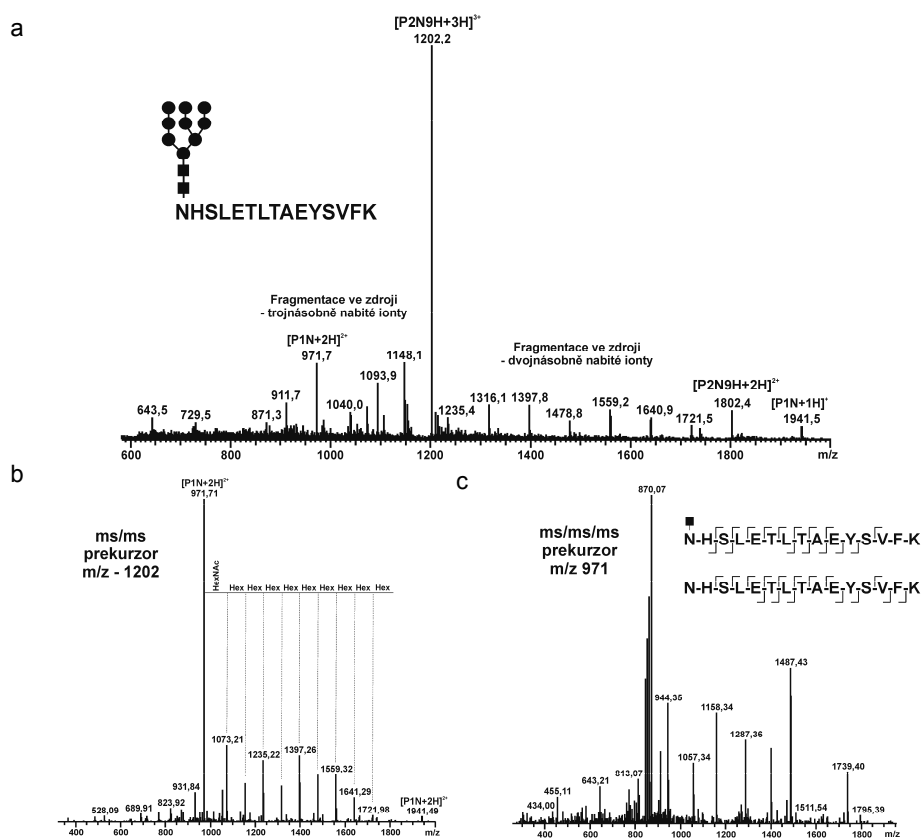 a
[P2N9H+3H]3+
1202,2
NHSLETLTAEYSVFK
Fragmentace ve zdroji
- trojnásobně nabité ionty
[P1N+2H]2+
971,7
1148,1
1093,9
911,7
1040,0
643,5
729,5
871,3
1235,4
Fragmentace ve zdroji
- dvojnásobně nabité ionty
1316,1
1397,8
1478,8
1559,2
1640,9
[P2N9H+2H]2+
1802,4
1721,5
[P1N+1H]+
1941,5
600 800 1000 1200 1400 1600 1800 m/z
b
[P1N+2H]2+
971,71
ms/ms
prekurzor
m/z - 1202
HexNAc
Hex Hex Hex Hex Hex Hex Hex Hex Hex
1073,21
1235,22
1397,26
1559,32
1641,29
1721,98
931,84
823,92
689,91
528,09
[P1N+2H]2+
1941,49
400 600 800 1000 1200 1400 1600 1800 m/z
c
870,07
ms/ms/ms
prekurzor
m/z 971
N-H-S-L-E-T-L-T-A-E-Y-S-V-F-K
N-H-S-L-E-T-L-T-A-E-Y-S-V-F-K
1487,43
944,35
1158,34
1287,36
1057,34
813,07
643,21
455,11
434,00
1739,40
1511,54
1795,39
400 600 800 1000 1200 1400 1600 1800 m/z